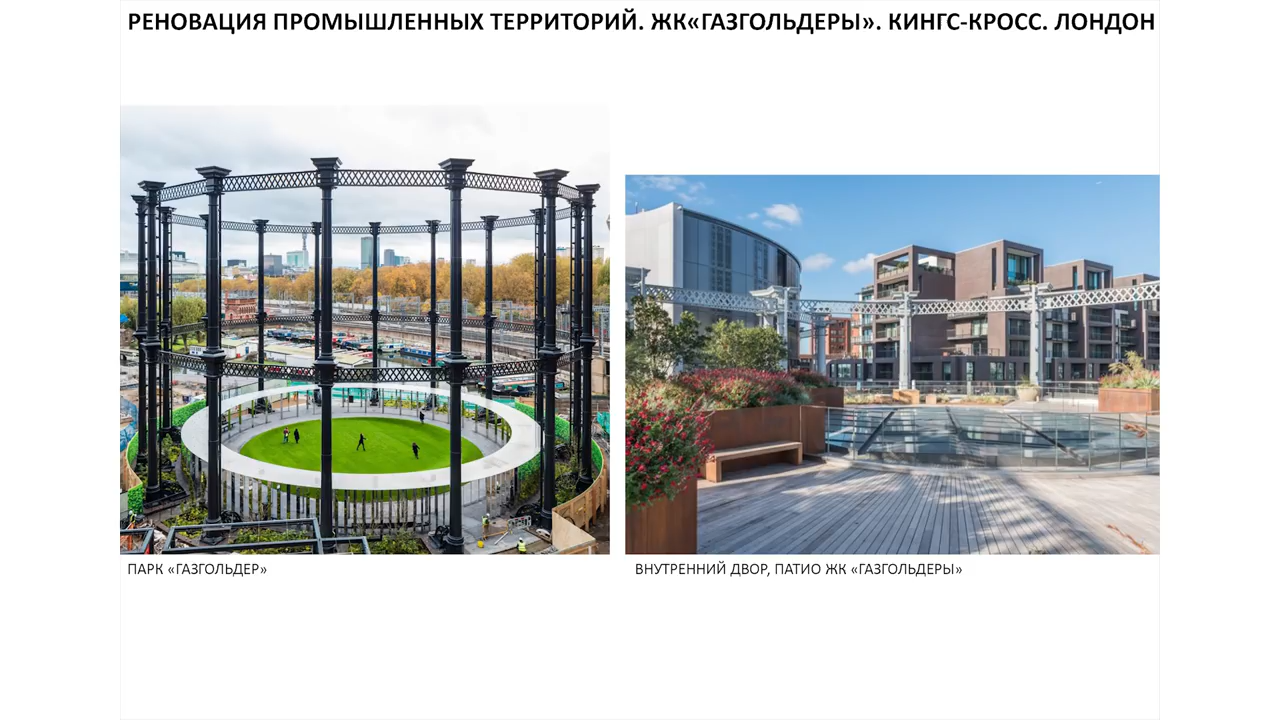 РЕНОВАЦИЯ ПРОМЫШЛЕННЫХ ТЕРРИТОРИЙ. ЖК«ГАЗГОЛЬДЕРЫ». КИНГС-КРОСС. ЛОНДОН
ПАРК «ГАЗГОЛЬДЕР»
ВНУТРЕННИЙ ДВОР, ПАТИО ЖК «ГАЗГОЛЬДЕРЫ»